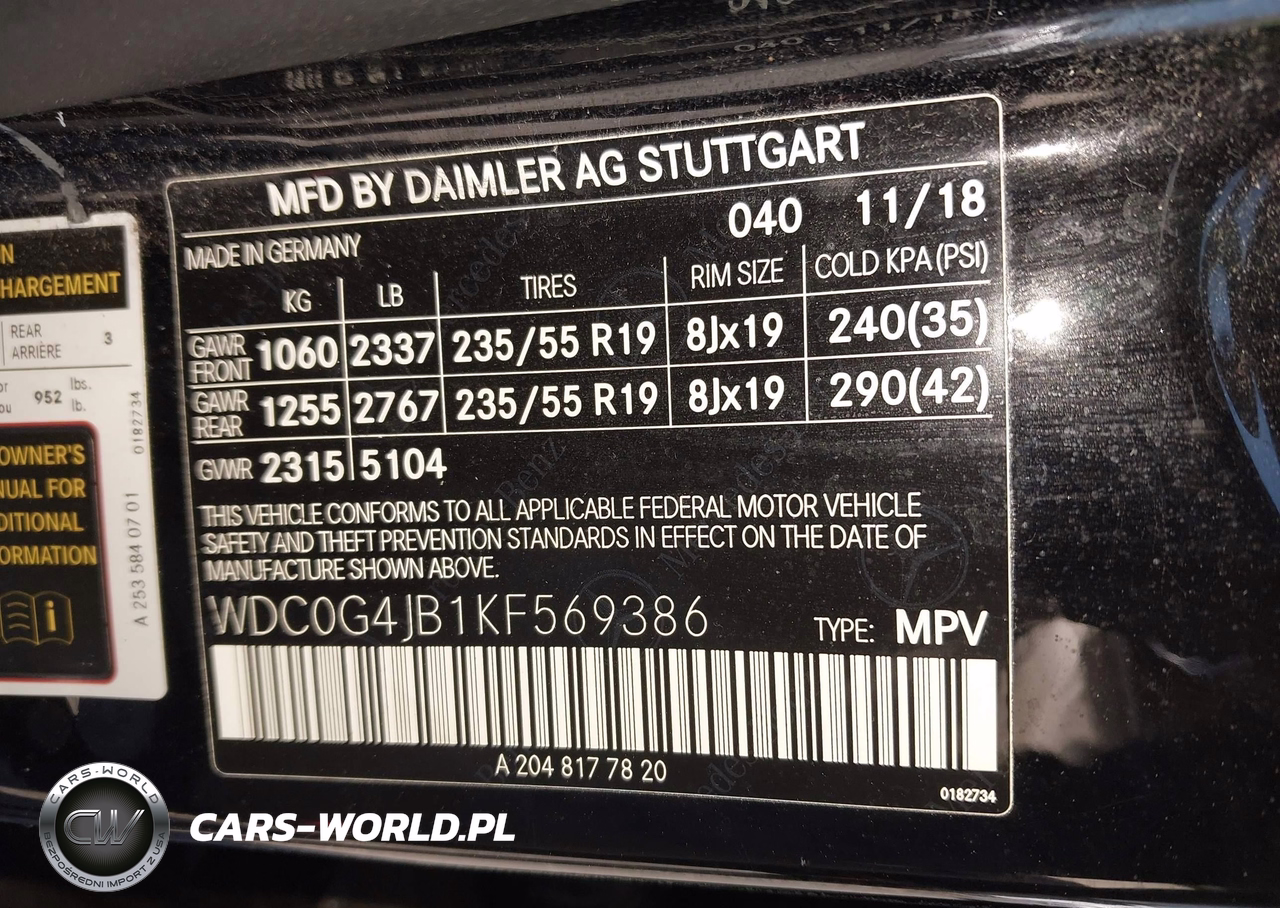 MFD BY DAIMLER AG STUTTGART
040 11/18
MADE IN GERMANY
KG LB TIRES RIM SIZE COLD KPA (PSI)
GAWR FRONT 1060 2337 235/55 R19 8Jx19 240(35)
GAWR REAR 1255 2767 235/55 R19 8Jx19 290(42)
GVWR 2315 5104
THIS VEHICLE CONFORMS TO ALL APPLICABLE FEDERAL MOTOR VEHICLE
SAFETY AND THEFT PREVENTION STANDARDS IN EFFECT ON THE DATE OF
MANUFACTURE SHOWN ABOVE.
WDC0G4JB1KF569386 TYPE: MPV
A 204 817 78 20
0182734
REAR 3
ARRIÈRE
952 lbs.
lb.
OWNER'S
FOR
0182734
A 253 584 07 01
CARS-WORLD
CW
BEZPOŚREDNI IMPORT Z USA
CARS-WORLD.PL